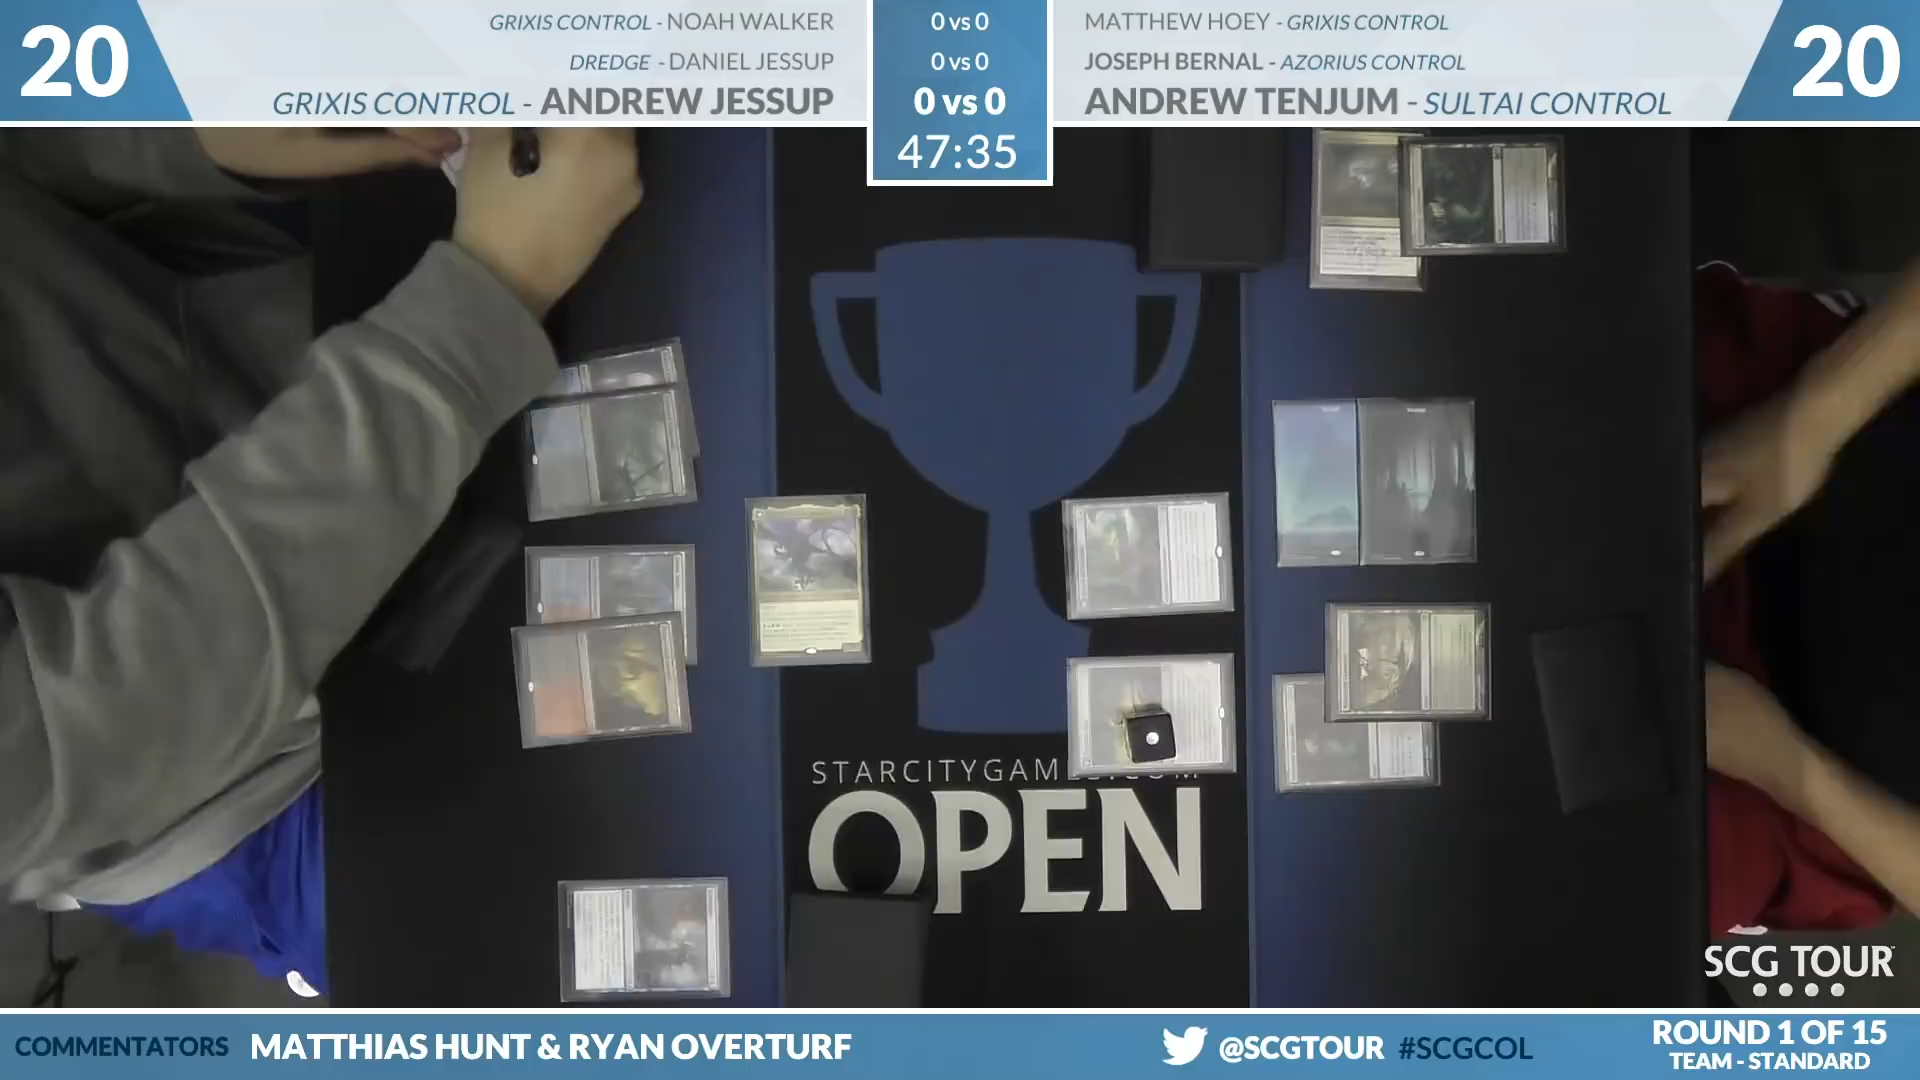 20
GRIXIS CONTROL - NOAH WALKER
DREDGE - DANIEL JESSUP
GRIXIS CONTROL - ANDREW JESSUP
0 vs 0
0 vs 0
0 vs 0
47:35
MATTHEW HOEY - GRIXIS CONTROL
JOSEPH BERNAL - AZORIUS CONTROL
ANDREW TENJUM - SULTAI CONTROL
20
STARCITYGAMES.COM
OPEN
SCG TOUR
COMMENTATORS MATTHIAS HUNT & RYAN OVERTURF
@SCGTOUR #SCGCOL
ROUND 1 OF 15
TEAM - STANDARD